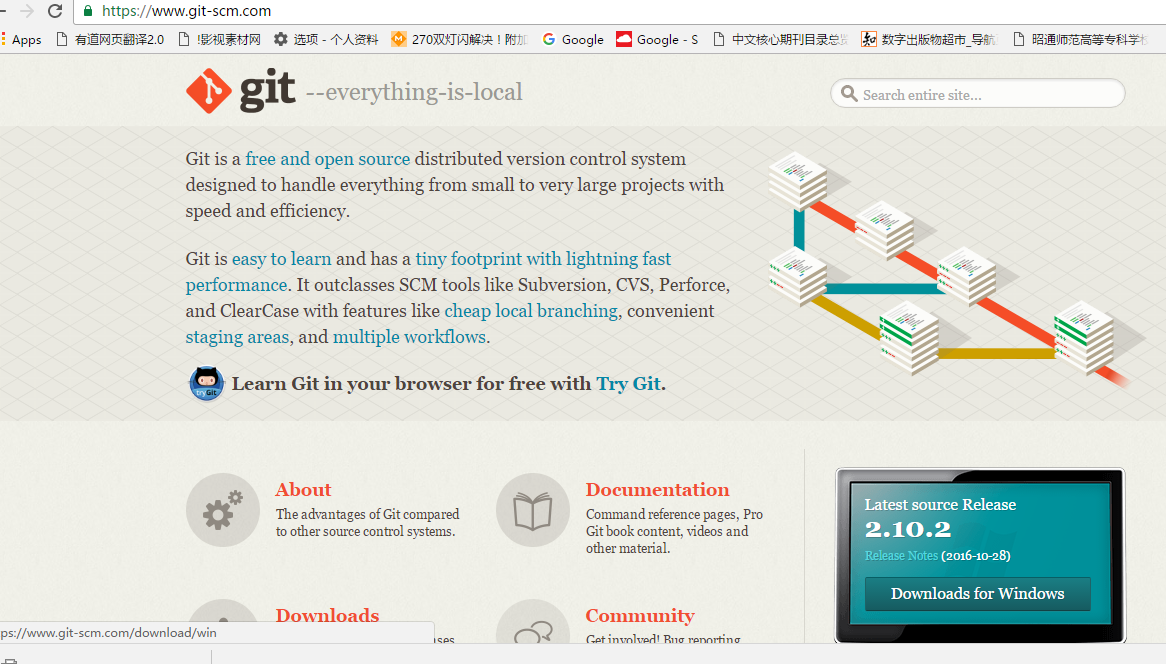 https://www.git-scm.com
Apps 有道网页翻译2.0 !影视素材网 选项 - 个人资料 270双灯闪解决！附加 Google Google - S 中文核心期刊目录总 数字出版物超市_导航 昭通师范高等专科学校
git --everything-is-local
Search entire site...
Git is a free and open source distributed version control system
designed to handle everything from small to very large projects with
speed and efficiency.
Git is easy to learn and has a tiny footprint with lightning fast
performance. It outclasses SCM tools like Subversion, CVS, Perforce,
and ClearCase with features like cheap local branching, convenient
staging areas, and multiple workflows.
Learn Git in your browser for free with Try Git.
About
The advantages of Git compared
to other source control systems.
Documentation
Command reference pages, Pro
Git book content, videos and
other material.
Latest source Release
2.10.2
Release Notes (2016-10-28)
Downloads for Windows
Downloads
Community
Get involved! Bug reporting,
ps://www.git-scm.com/download/win